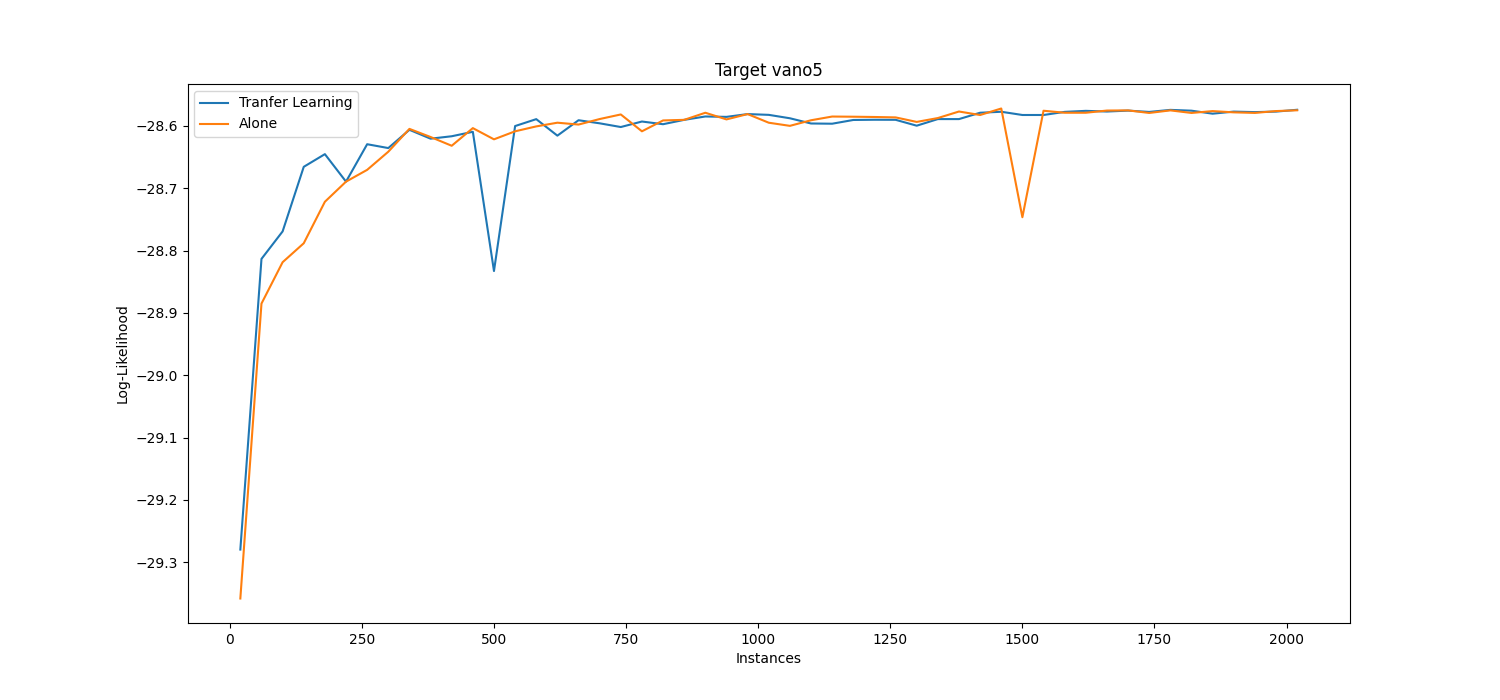 Target vano5
Tranfer Learning
Alone
−28.6
−28.7
−28.8
−28.9
−29.0
−29.1
−29.2
−29.3
Log-Likelihood
0 250 500 750 1000 1250 1500 1750 2000
Instances